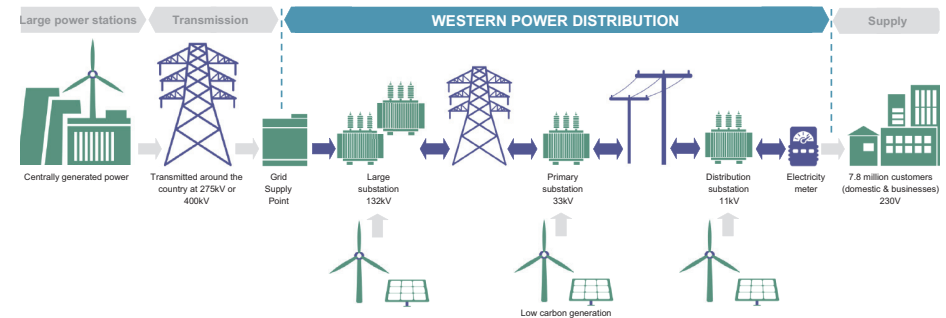 Large power stations
Transmission
WESTERN POWER DISTRIBUTION
Supply
Centrally generated power
Transmitted around the
country at 275kV or
400kV
Grid
Supply
Point
Large
substation
132kV
Primary
substation
33kV
Distribution
substation
11kV
Electricity
meter
7.8 million customers
(domestic & businesses)
230V
Low carbon generation